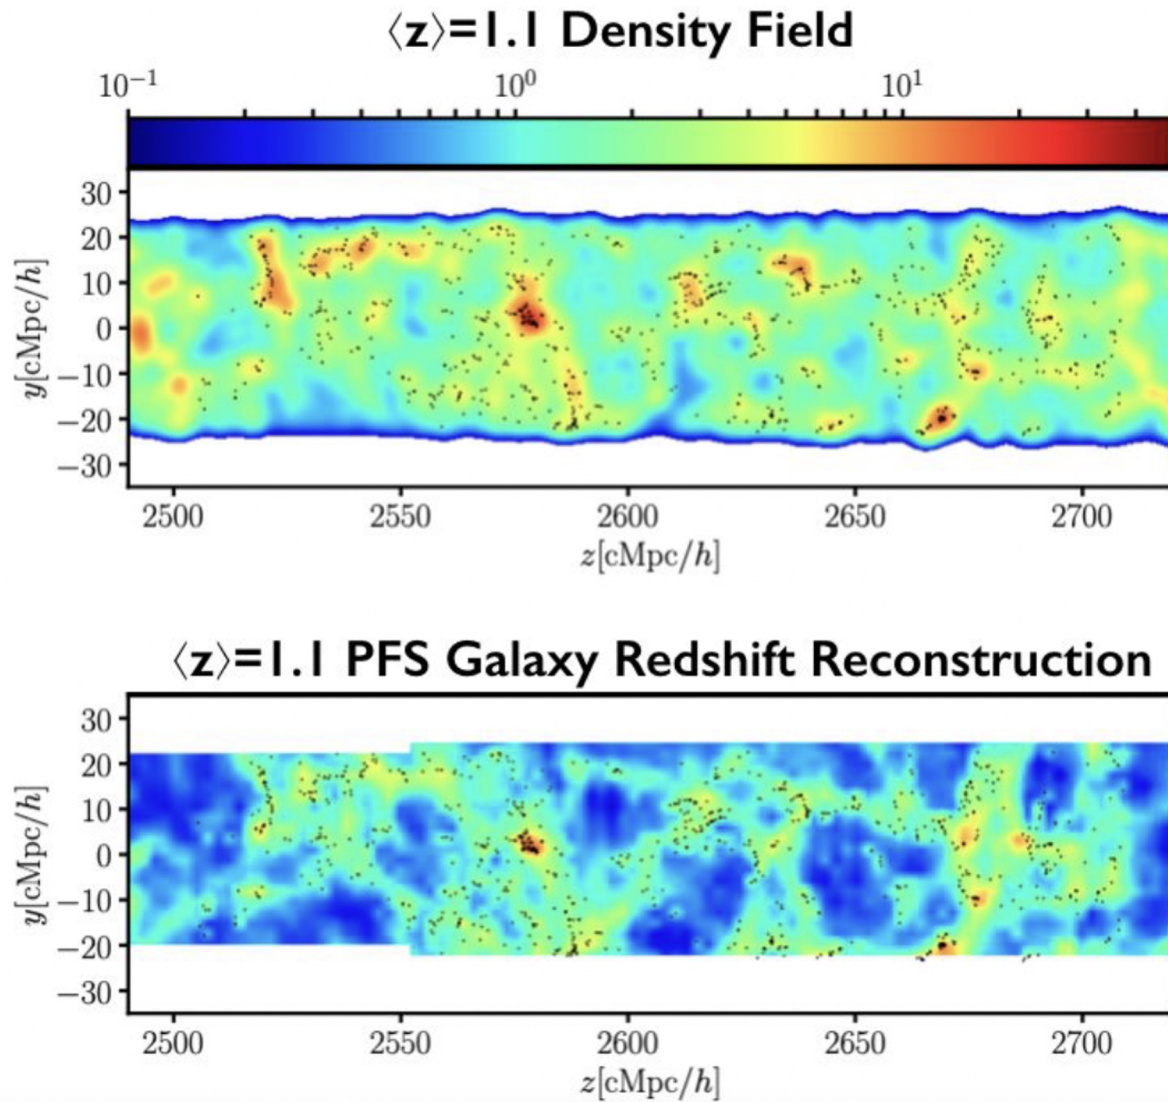 ⟨z⟩=1.1 Density Field
10⁻¹ 10⁰ 10¹
30
20
10
0
−10
−20
−30
y[cMpc/h]
2500 2550 2600 2650 2700
z[cMpc/h]
⟨z⟩=1.1 PFS Galaxy Redshift Reconstruction
30
20
10
0
−10
−20
−30
y[cMpc/h]
2500 2550 2600 2650 2700
z[cMpc/h]